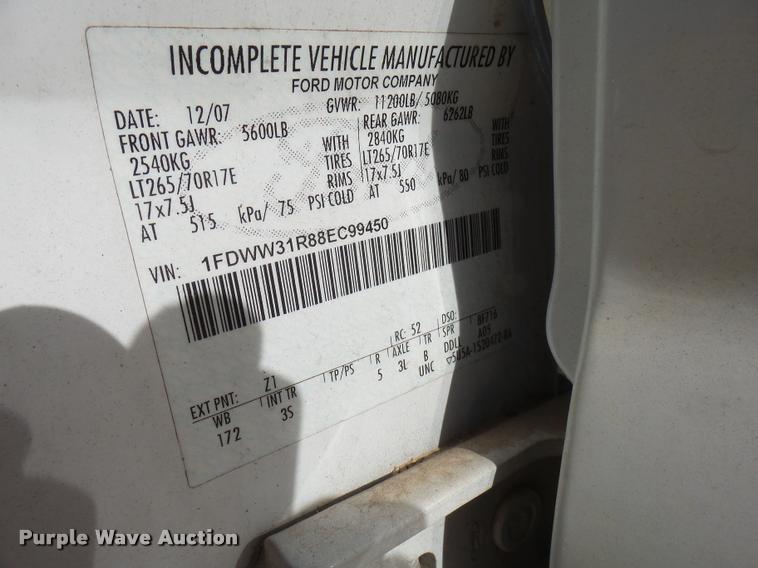 INCOMPLETE VEHICLE MANUFACTURED BY
FORD MOTOR COMPANY
DATE: 12/07 GVWR: 11200LB/ 5080KG
FRONT GAWR: 5600LB REAR GAWR: 6262LB
2540KG WITH 2840KG WITH
LT265/70R17E TIRES LT265/70R17E TIRES
17x7.5J RIMS 17x7.5J RIMS
AT 515 kPa/ 75 PSI COLD AT 550 kPa/ 80 PSI COLD
VIN: 1FDWW31R88EC99450
EXT PNT: Z1 RC: 52 DSO:
WB INT TR TP/PS R AXLE TR SPR BF716
172 3S 5 3L B DDLL A05
UNC
Purple Wave Auction